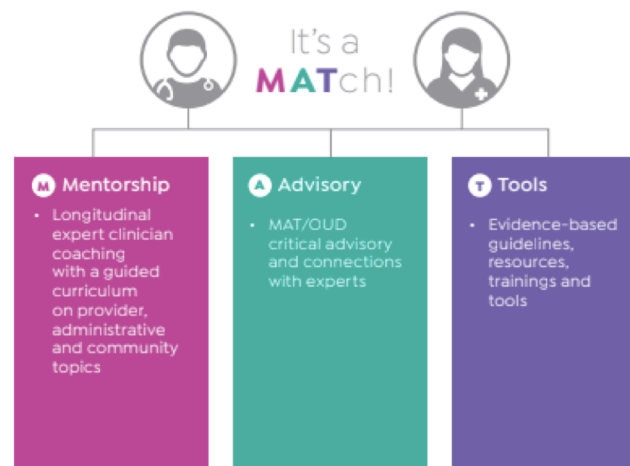 It's a
MATch!
M Mentorship
• Longitudinal
expert clinician
coaching
with a guided
curriculum
on provider,
administrative
and community
topics
A Advisory
• MAT/OUD
critical advisory
and connections
with experts
T Tools
• Evidence-based
guidelines,
resources,
trainings and
tools